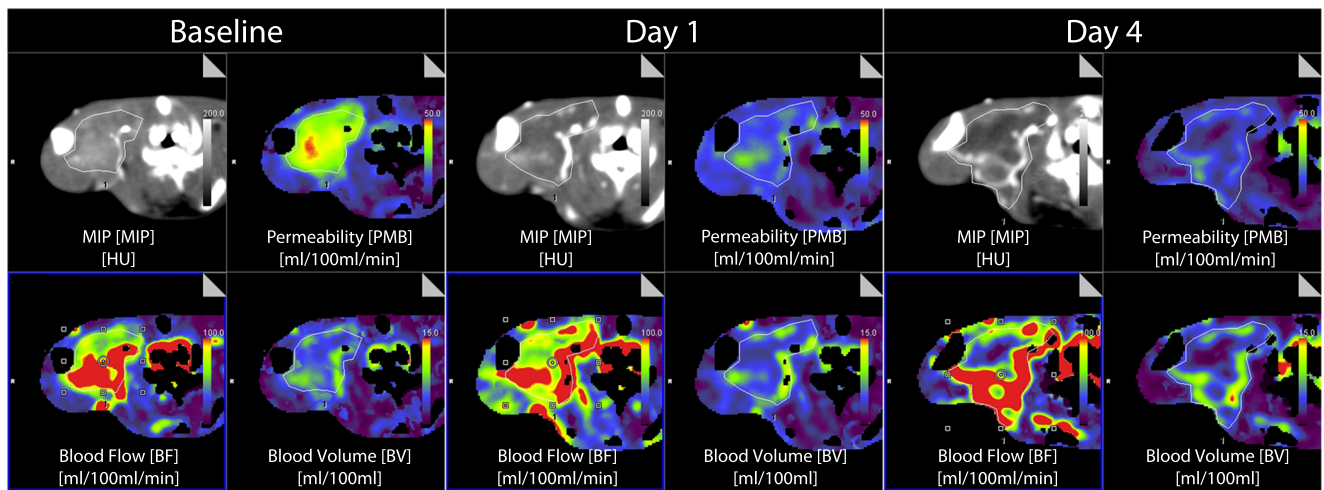 Baseline
Day 1
Day 4
200.0
50.0
200.0
50.0
50.0
MIP [MIP]
[HU]
Permeability [PMB]
[ml/100ml/min]
MIP [MIP]
[HU]
Permeability [PMB]
[ml/100ml/min]
MIP [MIP]
[HU]
Permeability [PMB]
[ml/100ml/min]
100.0
15.0
100.0
15.0
15.0
Blood Flow [BF]
[ml/100ml/min]
Blood Volume [BV]
[ml/100ml]
Blood Flow [BF]
[ml/100ml/min]
Blood Volume [BV]
[ml/100ml]
Blood Flow [BF]
[ml/100ml/min]
Blood Volume [BV]
[ml/100ml]